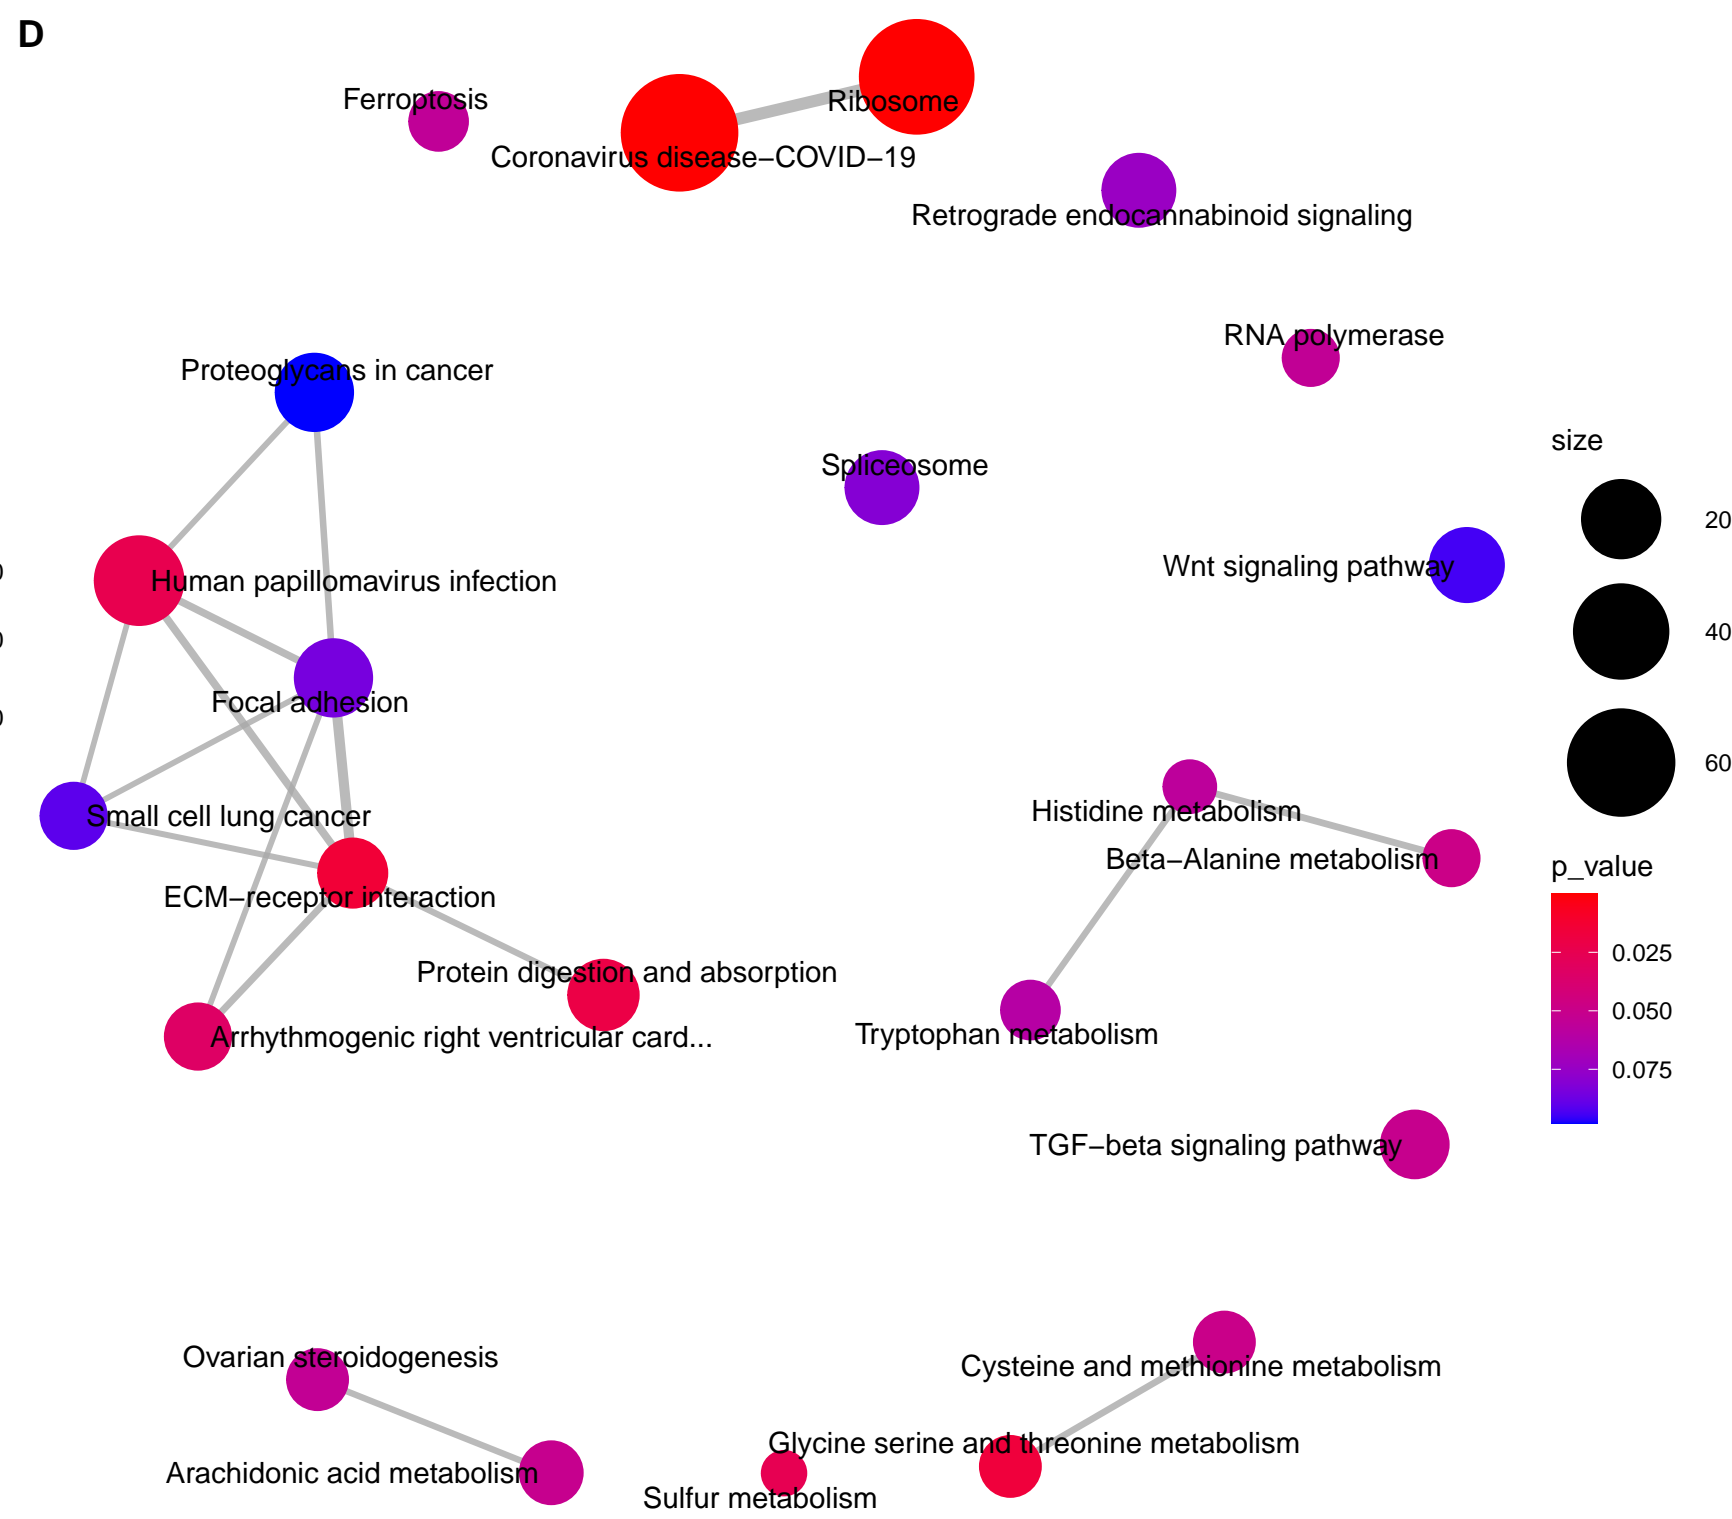 D
Ribosome
Ferroptosis
Coronavirus disease–COVID–19
Retrograde endocannabinoid signaling
RNA polymerase
Proteoglycans in cancer
size
Spliceosome
20
Wnt signaling pathway
0
Human papillomavirus infection
40
0
Focal adhesion
0
60
Histidine metabolism
Small cell lung cancer
Beta–Alanine metabolism
p_value
ECM–receptor interaction
0.025
Protein digestion and absorption
0.050
Tryptophan metabolism
Arrhythmogenic right ventricular card...
0.075
TGF–beta signaling pathway
Ovarian steroidogenesis
Cysteine and methionine metabolism
Glycine serine and threonine metabolism
Arachidonic acid metabolism
Sulfur metabolism